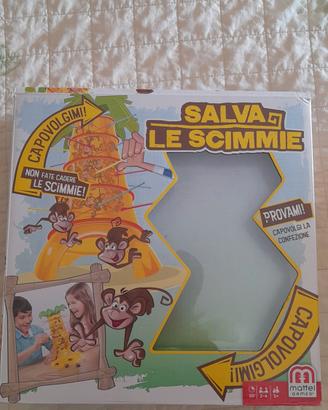 CAPOVOLGIMI!
NON FATE CADERE
LE SCIMMIE!
SALVA
LE SCIMMIE
PROVAMI!
CAPOVOLGI LA
CONFEZIONE
CAPOVOLGIMI!!
mattel
GAMES